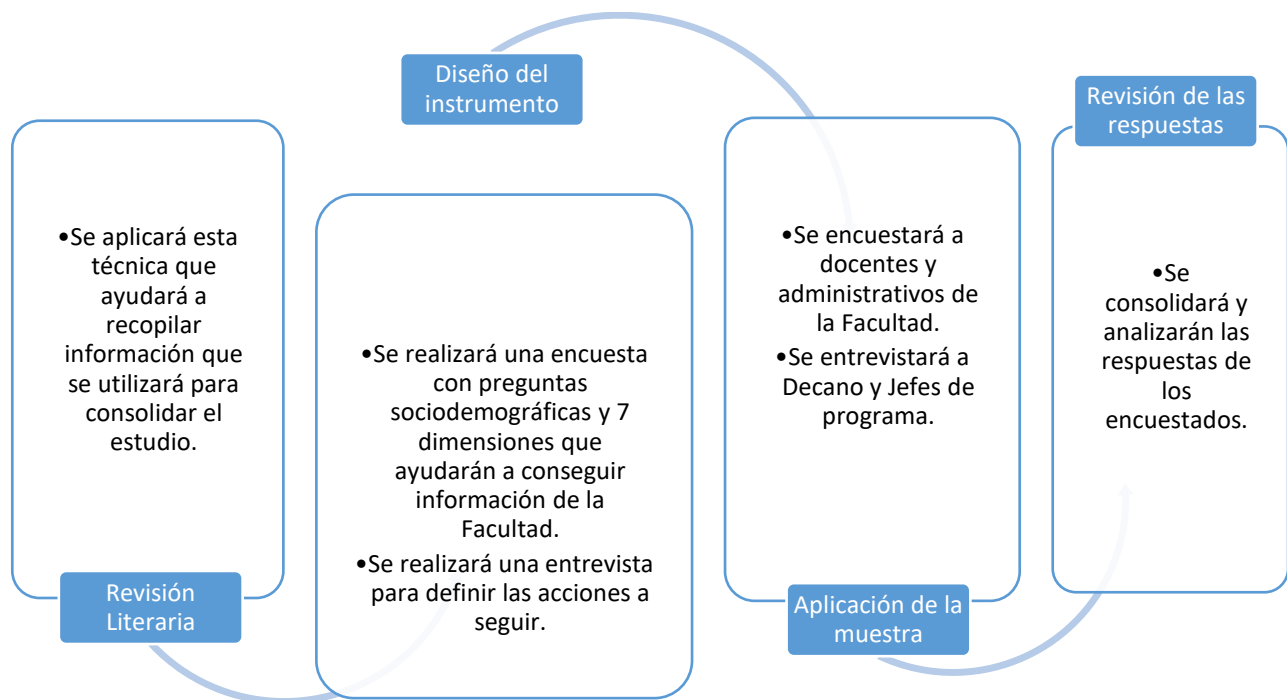 •Se aplicará esta
técnica que
ayudará a
recopilar
información que
se utilizará para
consolidar el
estudio.
Revisión
Literaria
Diseño del
instrumento
•Se realizará una encuesta
con preguntas
sociodemográficas y 7
dimensiones que
ayudarán a conseguir
información de la
Facultad.
•Se realizará una entrevista
para definir las acciones a
seguir.
•Se encuestará a
docentes y
administrativos de
la Facultad.
•Se entrevistará a
Decano y Jefes de
programa.
Aplicación de la
muestra
Revisión de las
respuestas
•Se
consolidará y
analizarán las
respuestas de
los
encuestados.